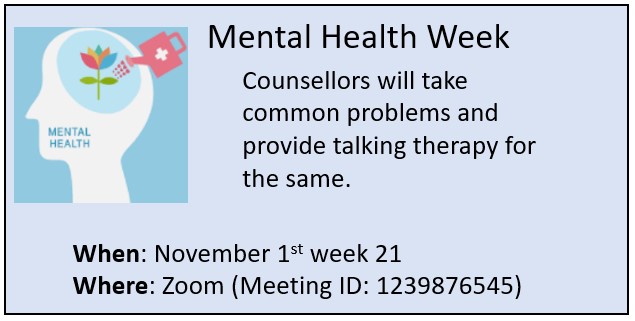 Mental Health Week
Counsellors will take
common problems and
provide talking therapy for
the same.
MENTAL
HEALTH
When: November 1st week 21
Where: Zoom (Meeting ID: 1239876545)